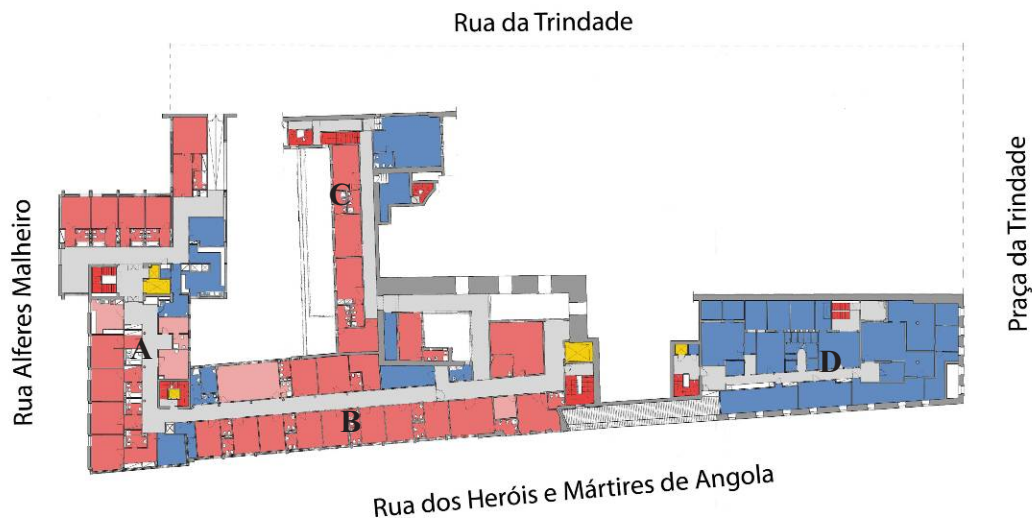 Rua da Trindade
Rua Alferes Malheiro
Praça da Trindade
C
A
D
B
Rua dos Heróis e Mártires de Angola